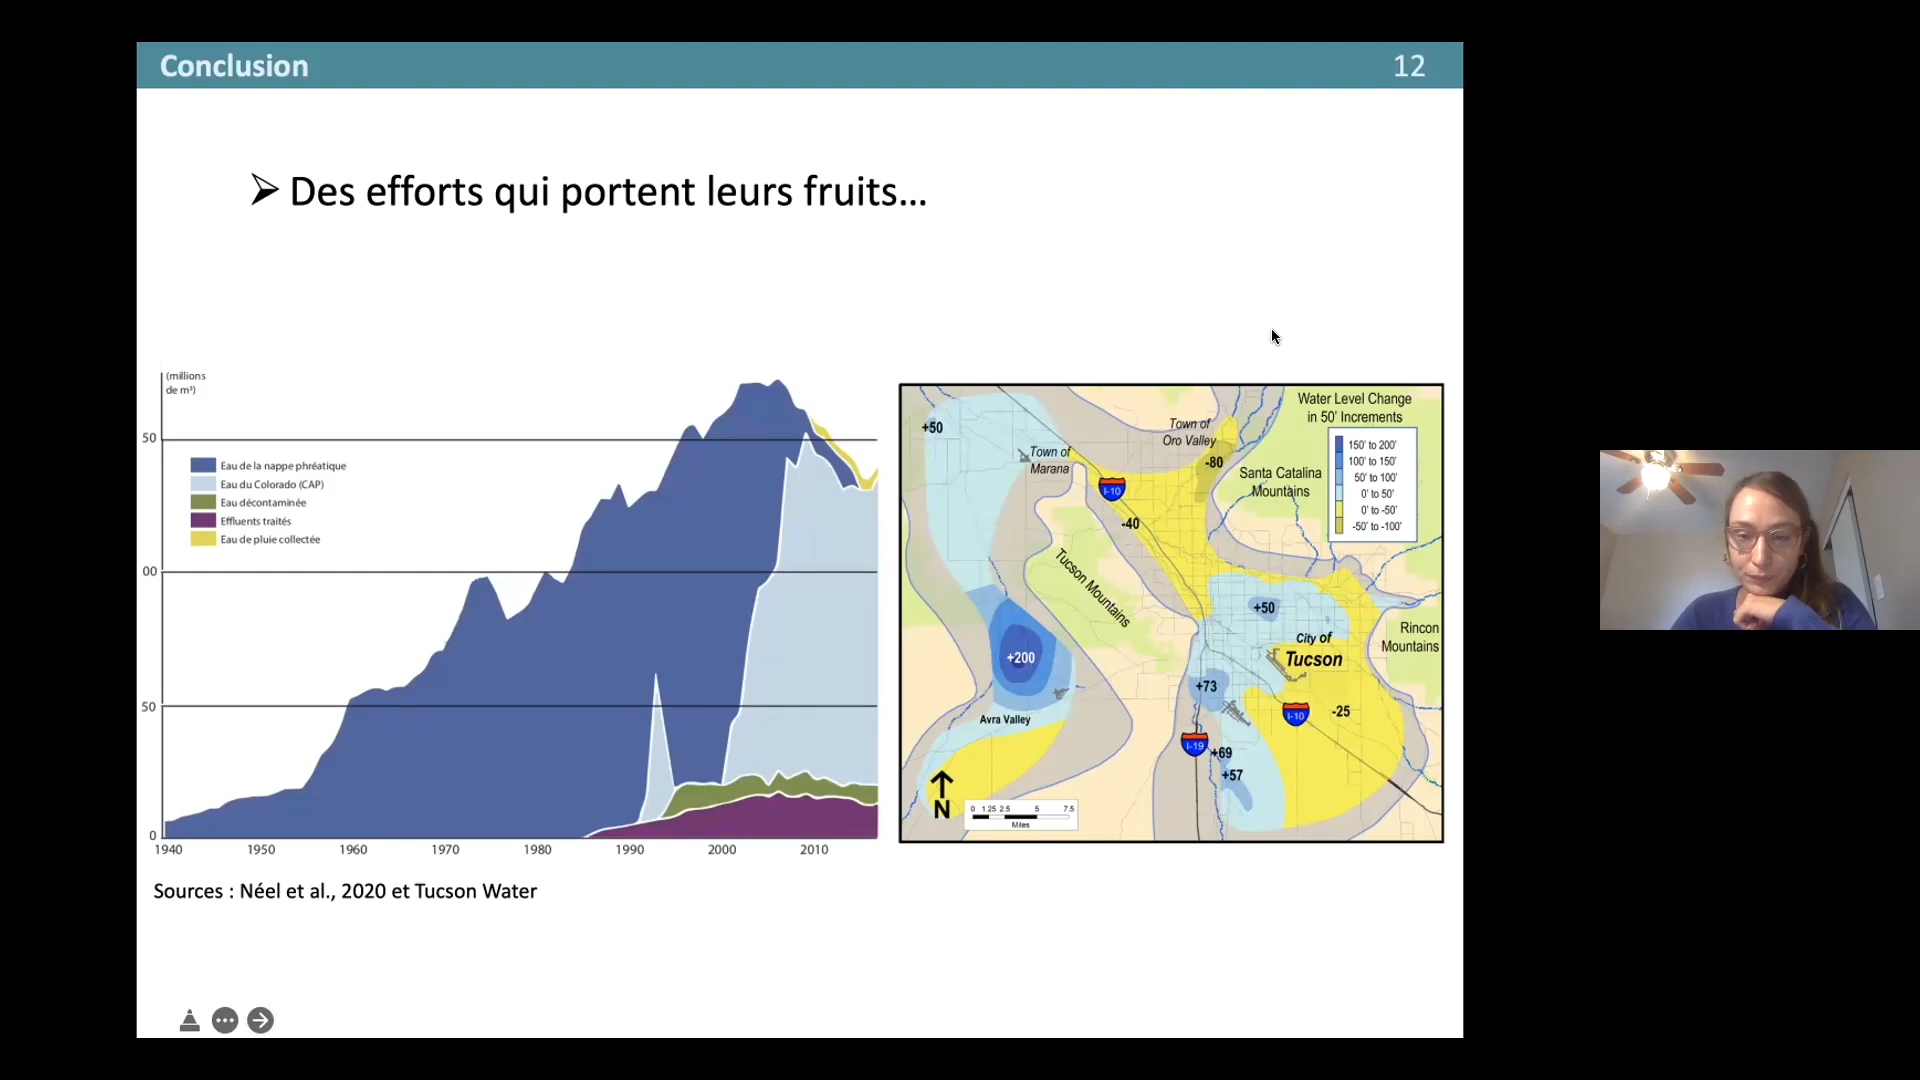 Conclusion
12
➢ Des efforts qui portent leurs fruits...
(millions
de m³)
50
00
50
0
Eau de la nappe phréatique
Eau du Colorado (CAP)
Eau décontaminée
Effluents traités
Eau de pluie collectée
1940 1950 1960 1970 1980 1990 2000 2010
Sources : Néel et al., 2020 et Tucson Water
Water Level Change
in 50' Increments
150' to 200'
100' to 150'
50' to 100'
0' to 50'
0' to -50'
-50' to -100'
+50
Town of
Marana
Town of
Oro Valley
-80
Santa Catalina
Mountains
I-10
-40
Tucson Mountains
+50
City of
Tucson
Rincon
Mountains
+200
+73
Avra Valley
I-10
-25
I-19
+69
+57
N
0 1.25 2.5 5 7.5
Miles